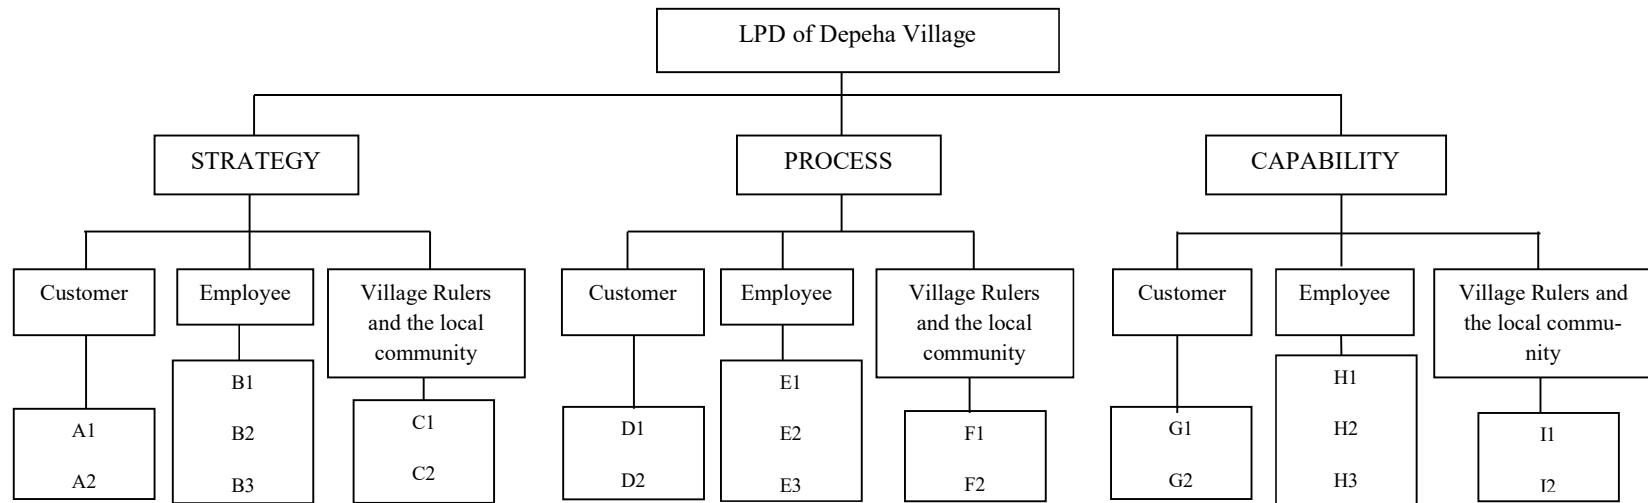 LPD of Depeha Village
STRATEGY
PROCESS
CAPABILITY
Customer
Employee
Village Rulers
and the local
community
Customer
Employee
Village Rulers
and the local
community
Customer
Employee
Village Rulers and
the local commu-
nity
A1
A2
B1
B2
B3
C1
C2
D1
D2
E1
E2
E3
F1
F2
G1
G2
H1
H2
H3
I1
I2